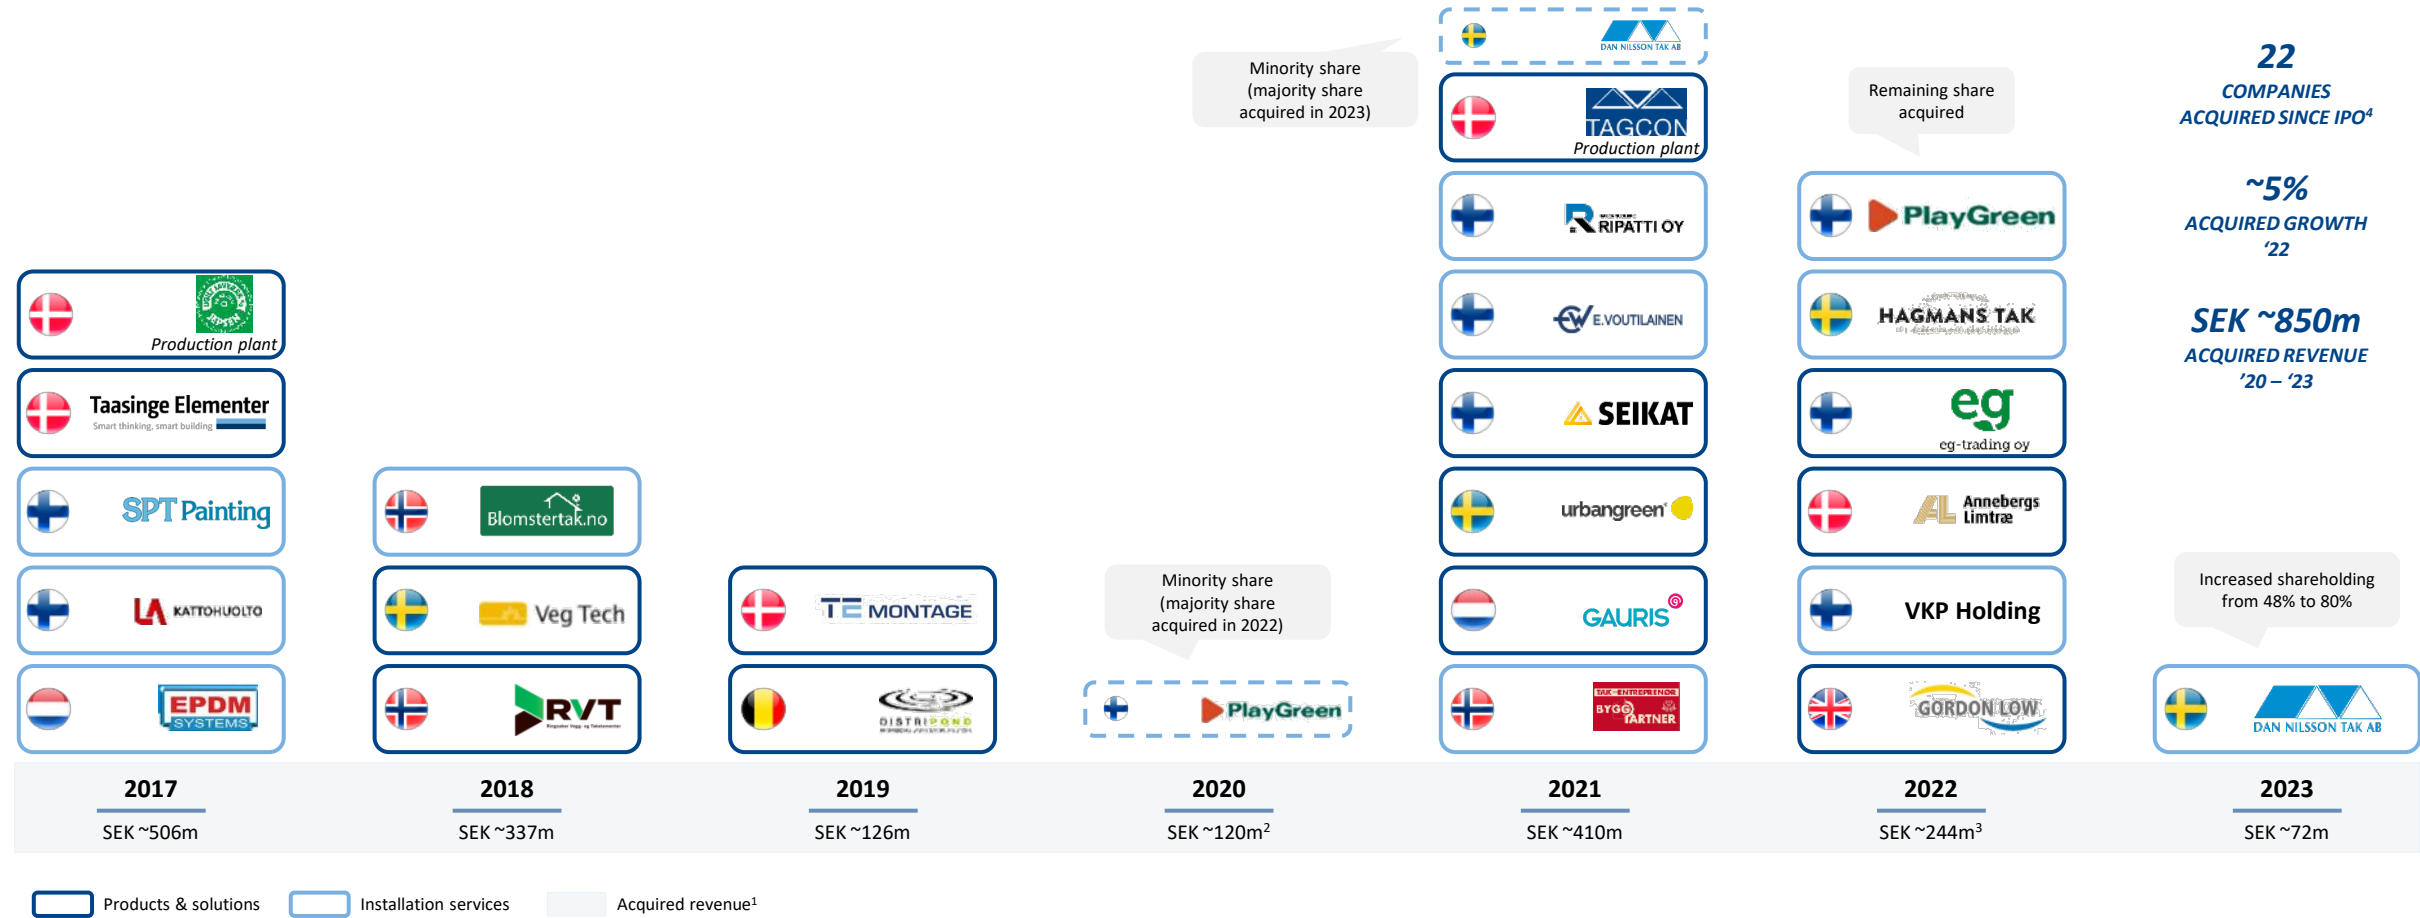 DAN NILSSON TAK AB
Minority share
(majority share
acquired in 2023)
TAGCON
Production plant
Remaining share
acquired
22
COMPANIES
ACQUIRED SINCE IPO4
RIPATTI OY
PlayGreen
~5%
ACQUIRED GROWTH
‘22
JEPSEN
Production plant
E.VOUTILAINEN
HAGMANS TAK
SEK ~850m
ACQUIRED REVENUE
’20 – ‘23
Taasinge Elementer
Smart thinking, smart building
SEIKAT
eg
eg-trading oy
SPT Painting
Blomstertak.no
urbangreen
Annebergs
Limtræ
LA KATTOHUOLTO
Veg Tech
TE MONTAGE
Minority share
(majority share
acquired in 2022)
GAURIS
VKP Holding
Increased shareholding
from 48% to 80%
EPDM
SYSTEMS
RVT
DISTRIPOND
PlayGreen
TAK-ENTREPRENØR
BYGG
PARTNER
GORDON LOW
DAN NILSSON TAK AB
2017
2018
2019
2020
2021
2022
2023
SEK ~506m
SEK ~337m
SEK ~126m
SEK ~120m2
SEK ~410m
SEK ~244m3
SEK ~72m
Products & solutions
Installation services
Acquired revenue1